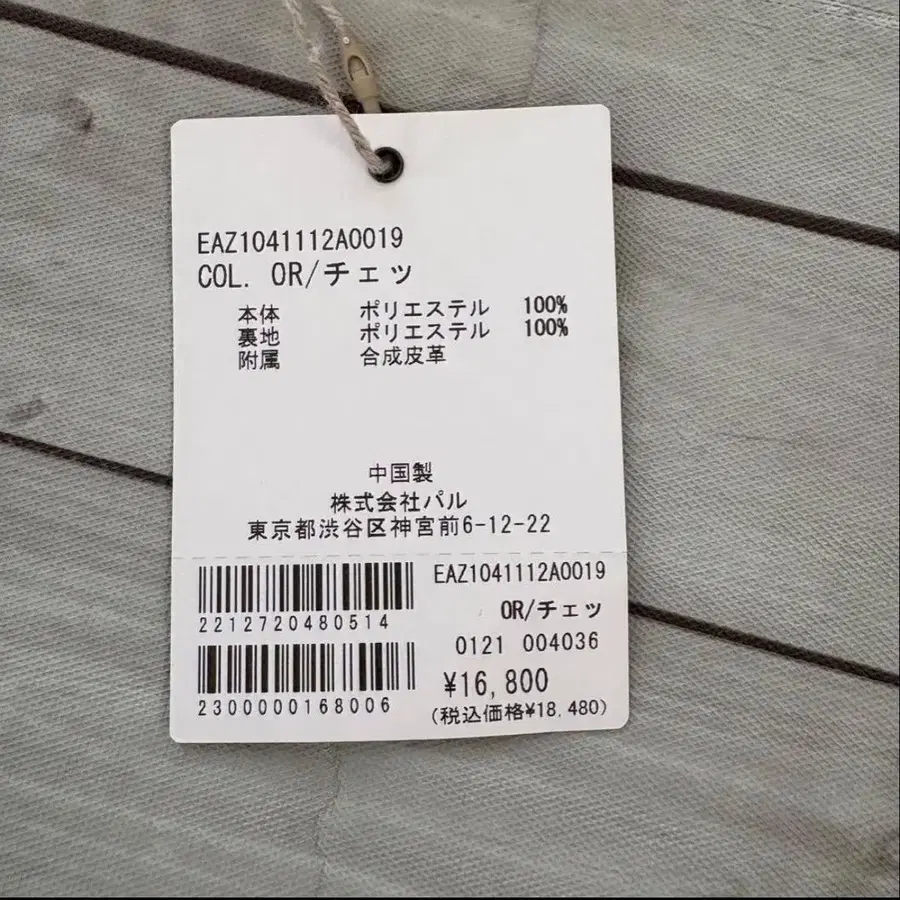 EAZ1041112A0019
COL. OR/チェツ
本体 ポリエステル 100%
裏地 ポリエステル 100%
附属 合成皮革
中国製
株式会社パル
東京都渋谷区神宮前6-12-22
EAZ1041112A0019
OR/チェツ
2212720480514
0121 004036
¥16,800
2300000168006
(税込価格¥18,480)